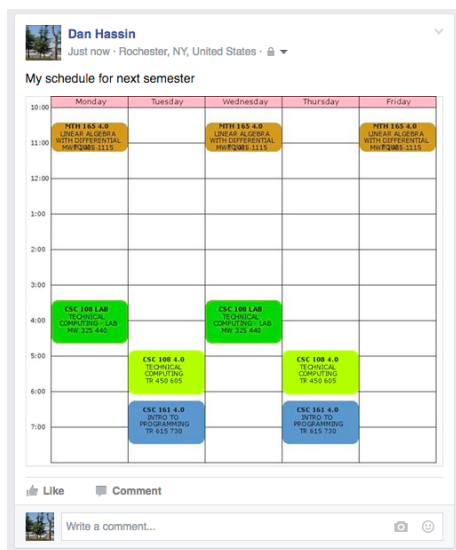 Dan Hassin
Just now · Rochester, NY, United States ·
My schedule for next semester
Monday Tuesday Wednesday Thursday Friday
10:00
MTH 165 4.0 MTH 165 4.0 MTH 165 4.0
LINEAR ALGEBRA LINEAR ALGEBRA LINEAR ALGEBRA
WITH DIFFERENTIAL WITH DIFFERENTIAL WITH DIFFERENTIAL
11:00 1115 1115 1115
12:00
1:00
2:00
3:00
CSC 108 LAB CSC 108 LAB
TECHNICAL TECHNICAL
4:00 COMPUTING - LAB COMPUTING - LAB
MW 325 440 MW 325 440
5:00 CSC 108 4.0 CSC 108 4.0
TECHNICAL TECHNICAL
COMPUTING COMPUTING
TR 450 605 TR 450 605
6:00
CSC 161 4.0 CSC 161 4.0
INTRO TO INTRO TO
PROGRAMMING PROGRAMMING
7:00 TR 615 730 TR 615 730
Like Comment
Write a comment...